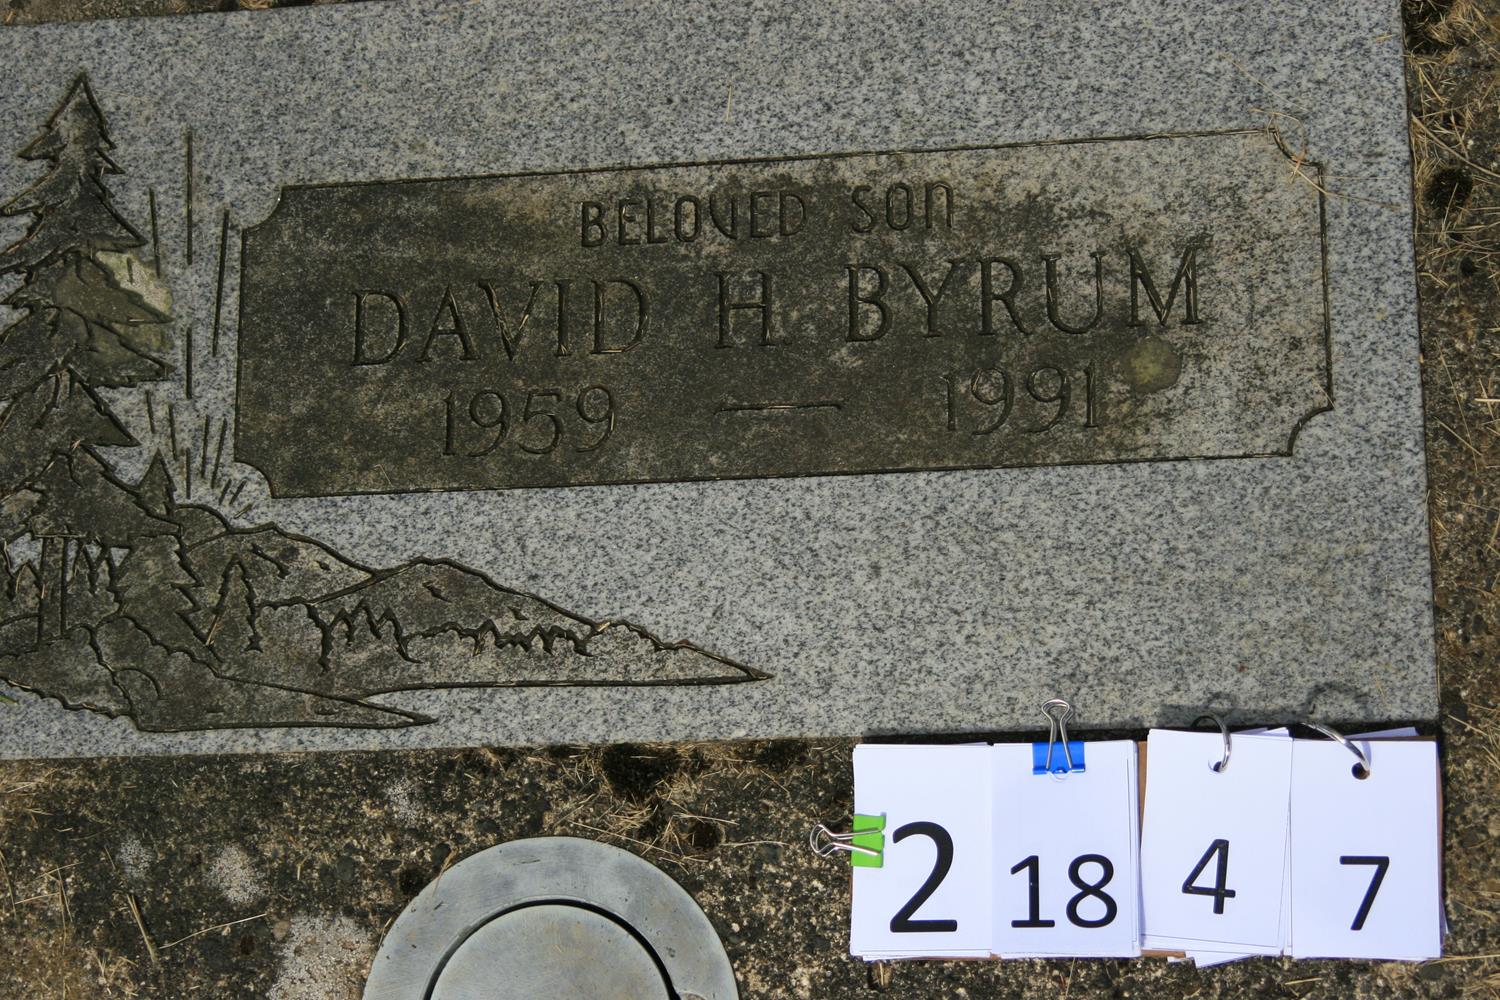 BELOVED SON
DAVID H. BYRUM
1959 — 1991
2 18 4 7